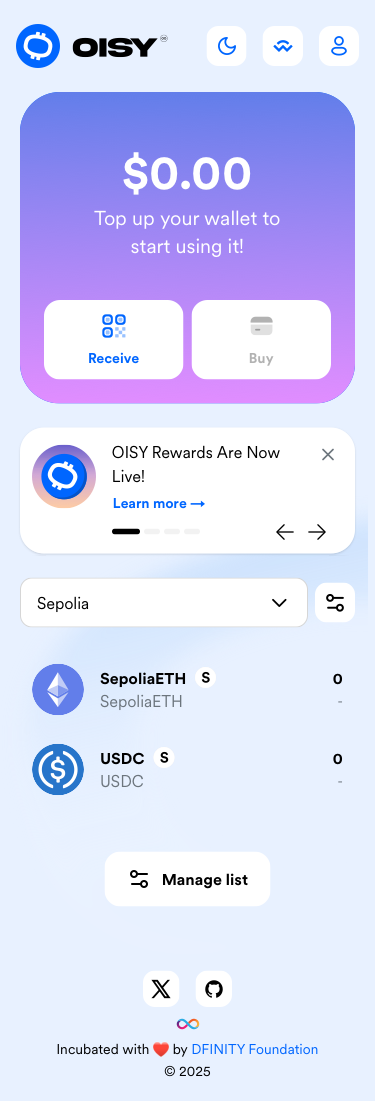 OISY
$0.00
Top up your wallet to
start using it!
Receive
Buy
OISY Rewards Are Now
Live!
Learn more →
Sepolia
SepoliaETH S
0
SepoliaETH
-
USDC S
0
USDC
-
Manage list
Incubated with ❤️ by DFINITY Foundation
© 2025